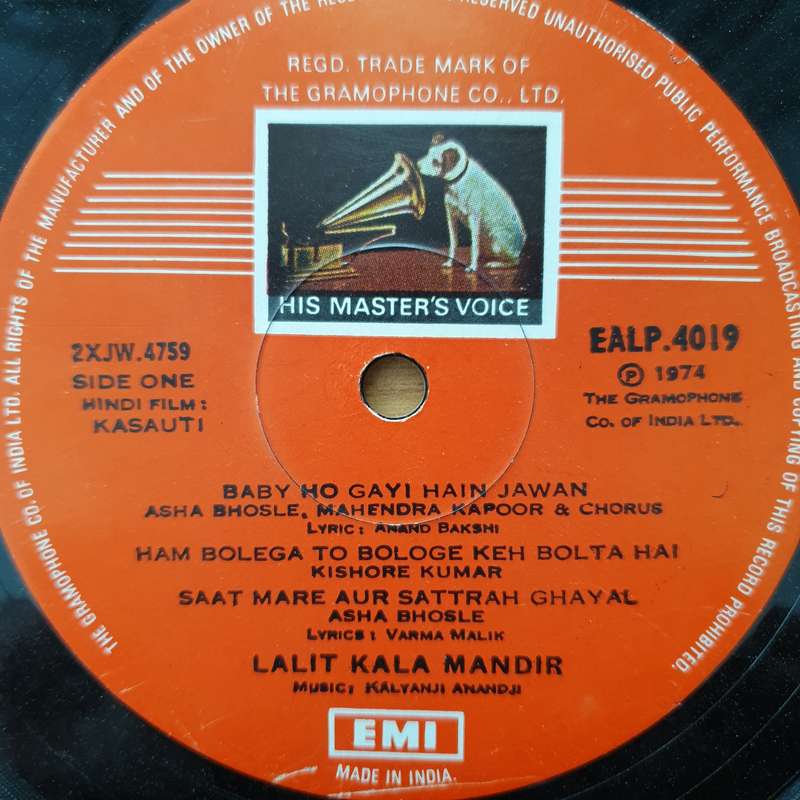 THE GRAMOPHONE CO. OF INDIA LTD. ALL RIGHTS OF THE MANUFACTURER AND OF THE OWNER OF THE RESERVED UNAUTHORISED PUBLIC PERFORMANCE BROADCASTING AND COPYING OF THIS RECORD PROHIBITED.
REGD. TRADE MARK OF
THE GRAMOPHONE CO., LTD.
HIS MASTER'S VOICE
2XJW.4759
SIDE ONE
HINDI FILM:
KASAUTI
EALP.4019
℗ 1974
THE GRAMOPHONE
CO. OF INDIA LTD.
BABY HO GAYI HAIN JAWAN
ASHA BHOSLE, MAHENDRA KAPOOR & CHORUS
LYRIC: ANAND BAKSHI
HAM BOLEGA TO BOLOGE KEH BOLTA HAI
KISHORE KUMAR
SAAT MARE AUR SATTRAH GHAYAL
ASHA BHOSLE
LYRICS: VARMA MALIK
LALIT KALA MANDIR
MUSIC: KALYANJI ANANDJI
EMI
MADE IN INDIA.